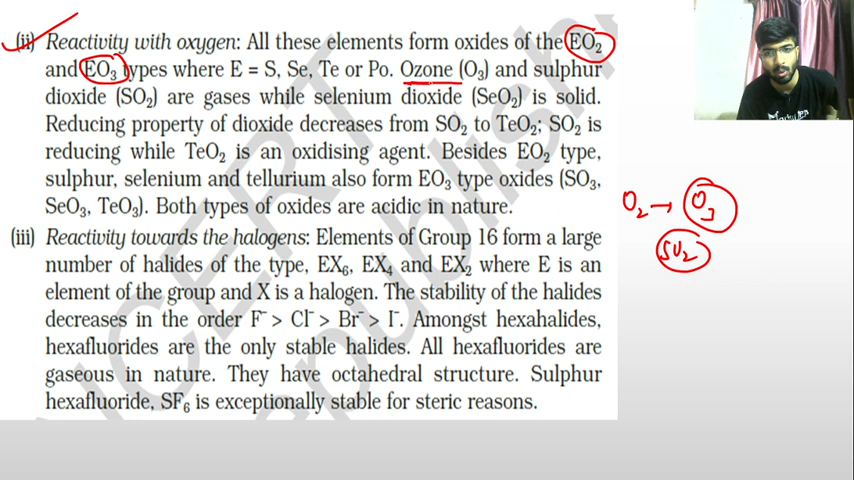 (ii) Reactivity with oxygen: All these elements form oxides of the EO₂
and EO₃ types where E = S, Se, Te or Po. Ozone (O₃) and sulphur
dioxide (SO₂) are gases while selenium dioxide (SeO₂) is solid.
Reducing property of dioxide decreases from SO₂ to TeO₂; SO₂ is
reducing while TeO₂ is an oxidising agent. Besides EO₂ type,
sulphur, selenium and tellurium also form EO₃ type oxides (SO₃,
SeO₃, TeO₃). Both types of oxides are acidic in nature.
(iii) Reactivity towards the halogens: Elements of Group 16 form a large
number of halides of the type, EX₆, EX₄ and EX₂ where E is an
element of the group and X is a halogen. The stability of the halides
decreases in the order F⁻ > Cl⁻ > Br⁻ > I⁻. Amongst hexahalides,
hexafluorides are the only stable halides. All hexafluorides are
gaseous in nature. They have octahedral structure. Sulphur
hexafluoride, SF₆ is exceptionally stable for steric reasons.
O₂ → O₃
SO₂
NCERT
republish